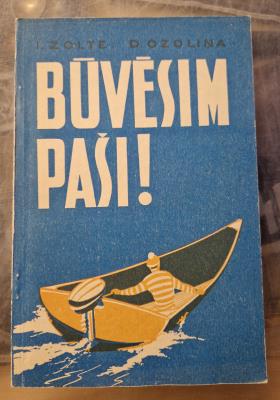 I. ZOLTE, D. OZOLIŅA
BŪVĒSIM
PAŠI!